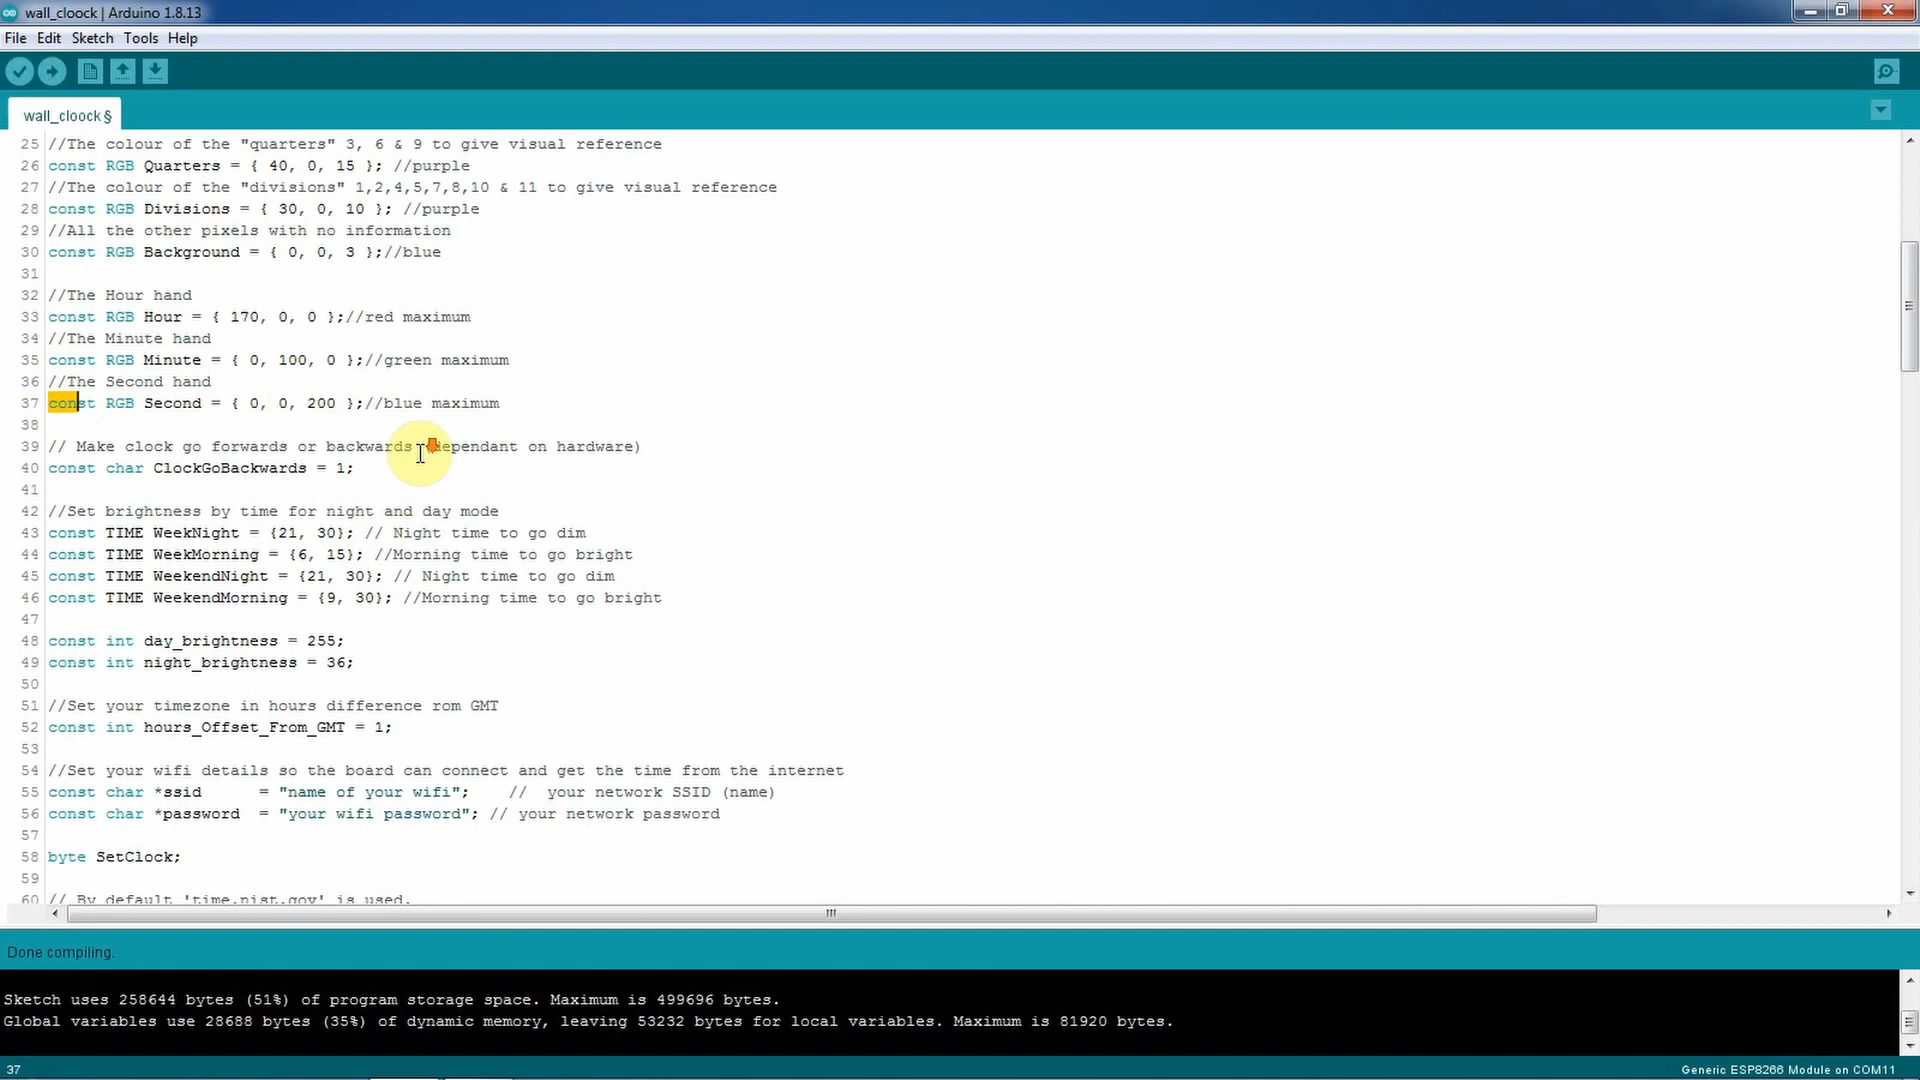 wall_cloock | Arduino 1.8.13
File Edit Sketch Tools Help
wall_cloock §
25 //The colour of the "quarters" 3, 6 & 9 to give visual reference
26 const RGB Quarters = { 40, 0, 15 }; //purple
27 //The colour of the "divisions" 1,2,4,5,7,8,10 & 11 to give visual reference
28 const RGB Divisions = { 30, 0, 10 }; //purple
29 //All the other pixels with no information
30 const RGB Background = { 0, 0, 3 };//blue
31
32 //The Hour hand
33 const RGB Hour = { 170, 0, 0 };//red maximum
34 //The Minute hand
35 const RGB Minute = { 0, 100, 0 };//green maximum
36 //The Second hand
37 const RGB Second = { 0, 0, 200 };//blue maximum
38
39 // Make clock go forwards or backwards dependant on hardware)
40 const char ClockGoBackwards = 1;
41
42 //Set brightness by time for night and day mode
43 const TIME WeekNight = {21, 30}; // Night time to go dim
44 const TIME WeekMorning = {6, 15}; //Morning time to go bright
45 const TIME WeekendNight = {21, 30}; // Night time to go dim
46 const TIME WeekendMorning = {9, 30}; //Morning time to go bright
47
48 const int day_brightness = 255;
49 const int night_brightness = 36;
50
51 //Set your timezone in hours difference rom GMT
52 const int hours_Offset_From_GMT = 1;
53
54 //Set your wifi details so the board can connect and get the time from the internet
55 const char *ssid      = "name of your wifi";    //  your network SSID (name)
56 const char *password  = "your wifi password"; // your network password
57
58 byte SetClock;
59
60 // By default 'time.nist.gov' is used.
Done compiling.
Sketch uses 258644 bytes (51%) of program storage space. Maximum is 499696 bytes.
Global variables use 28688 bytes (35%) of dynamic memory, leaving 53232 bytes for local variables. Maximum is 81920 bytes.
37 Generic ESP8266 Module on COM11